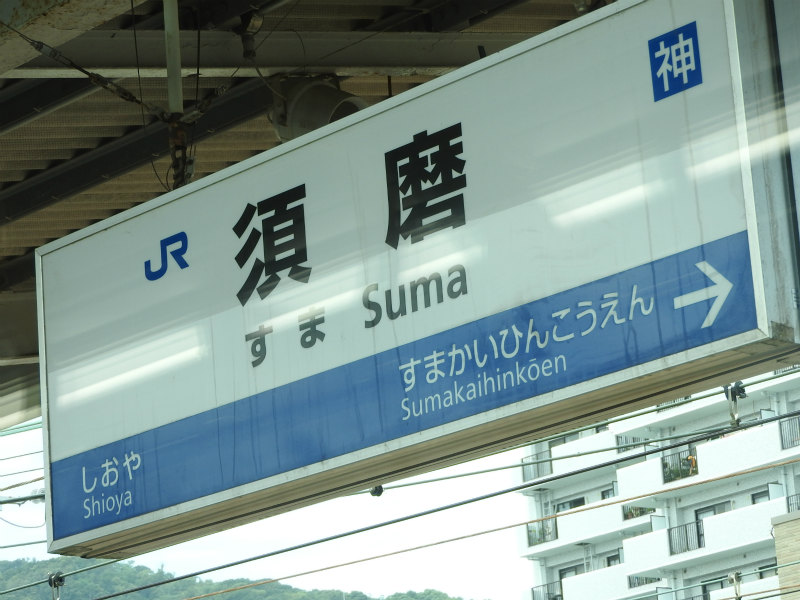 神
JR
須磨
すま Suma
すまかいひんこうえん →
Sumakaihinkōen
しおや
Shioya